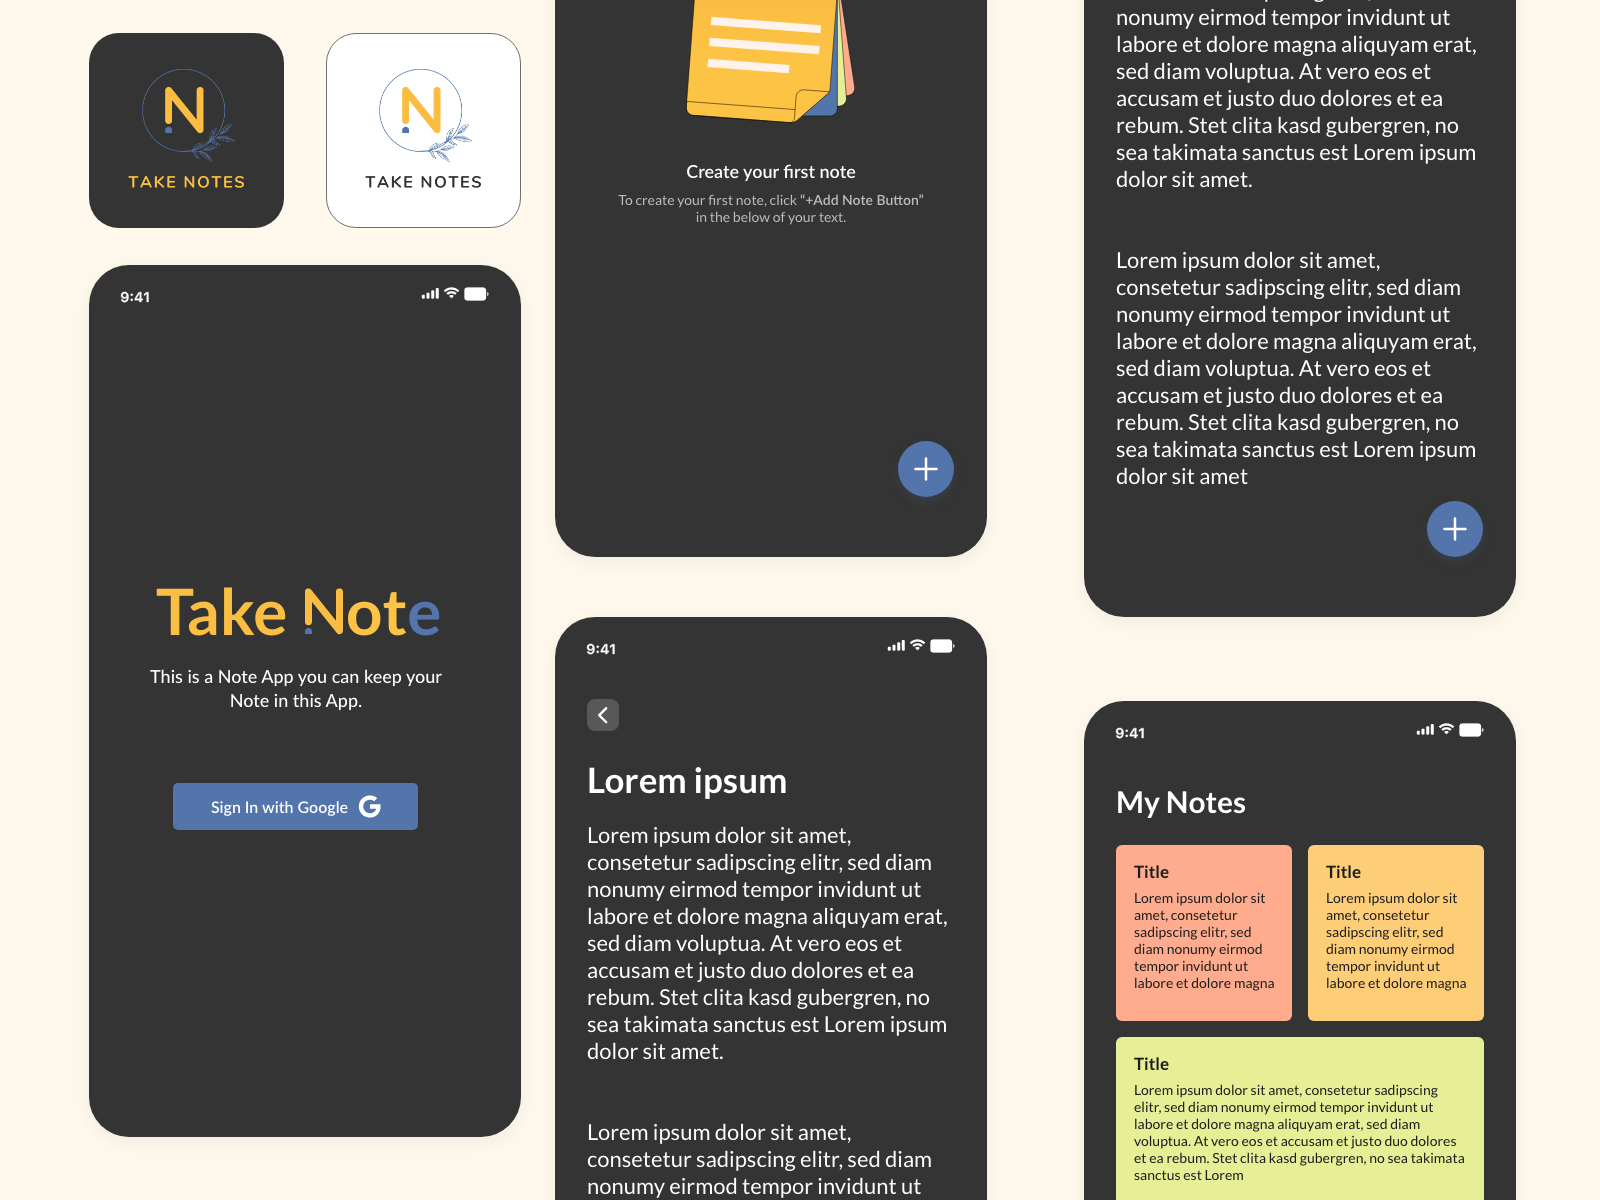 N
TAKE NOTES
N
TAKE NOTES
9:41
Take Note
This is a Note App you can keep your
Note in this App.
Sign In with Google G
Create your first note
To create your first note, click “+Add Note Button”
in the below of your text.
9:41
Lorem ipsum
Lorem ipsum dolor sit amet,
consetetur sadipscing elitr, sed diam
nonumy eirmod tempor invidunt ut
labore et dolore magna aliquyam erat,
sed diam voluptua. At vero eos et
accusam et justo duo dolores et ea
rebum. Stet clita kasd gubergren, no
sea takimata sanctus est Lorem ipsum
dolor sit amet.
Lorem ipsum dolor sit amet,
consetetur sadipscing elitr, sed diam
nonumy eirmod tempor invidunt ut
nonumy eirmod tempor invidunt ut
labore et dolore magna aliquyam erat,
sed diam voluptua. At vero eos et
accusam et justo duo dolores et ea
rebum. Stet clita kasd gubergren, no
sea takimata sanctus est Lorem ipsum
dolor sit amet.
Lorem ipsum dolor sit amet,
consetetur sadipscing elitr, sed diam
nonumy eirmod tempor invidunt ut
labore et dolore magna aliquyam erat,
sed diam voluptua. At vero eos et
accusam et justo duo dolores et ea
rebum. Stet clita kasd gubergren, no
sea takimata sanctus est Lorem ipsum
dolor sit amet
9:41
My Notes
Title
Lorem ipsum dolor sit
amet, consetetur
sadipscing elitr, sed
diam nonumy eirmod
tempor invidunt ut
labore et dolore magna
Title
Lorem ipsum dolor sit
amet, consetetur
sadipscing elitr, sed
diam nonumy eirmod
tempor invidunt ut
labore et dolore magna
Title
Lorem ipsum dolor sit amet, consetetur sadipscing
elitr, sed diam nonumy eirmod tempor invidunt ut
labore et dolore magna aliquyam erat, sed diam
voluptua. At vero eos et accusam et justo duo dolores
et ea rebum. Stet clita kasd gubergren, no sea takimata
sanctus est Lorem